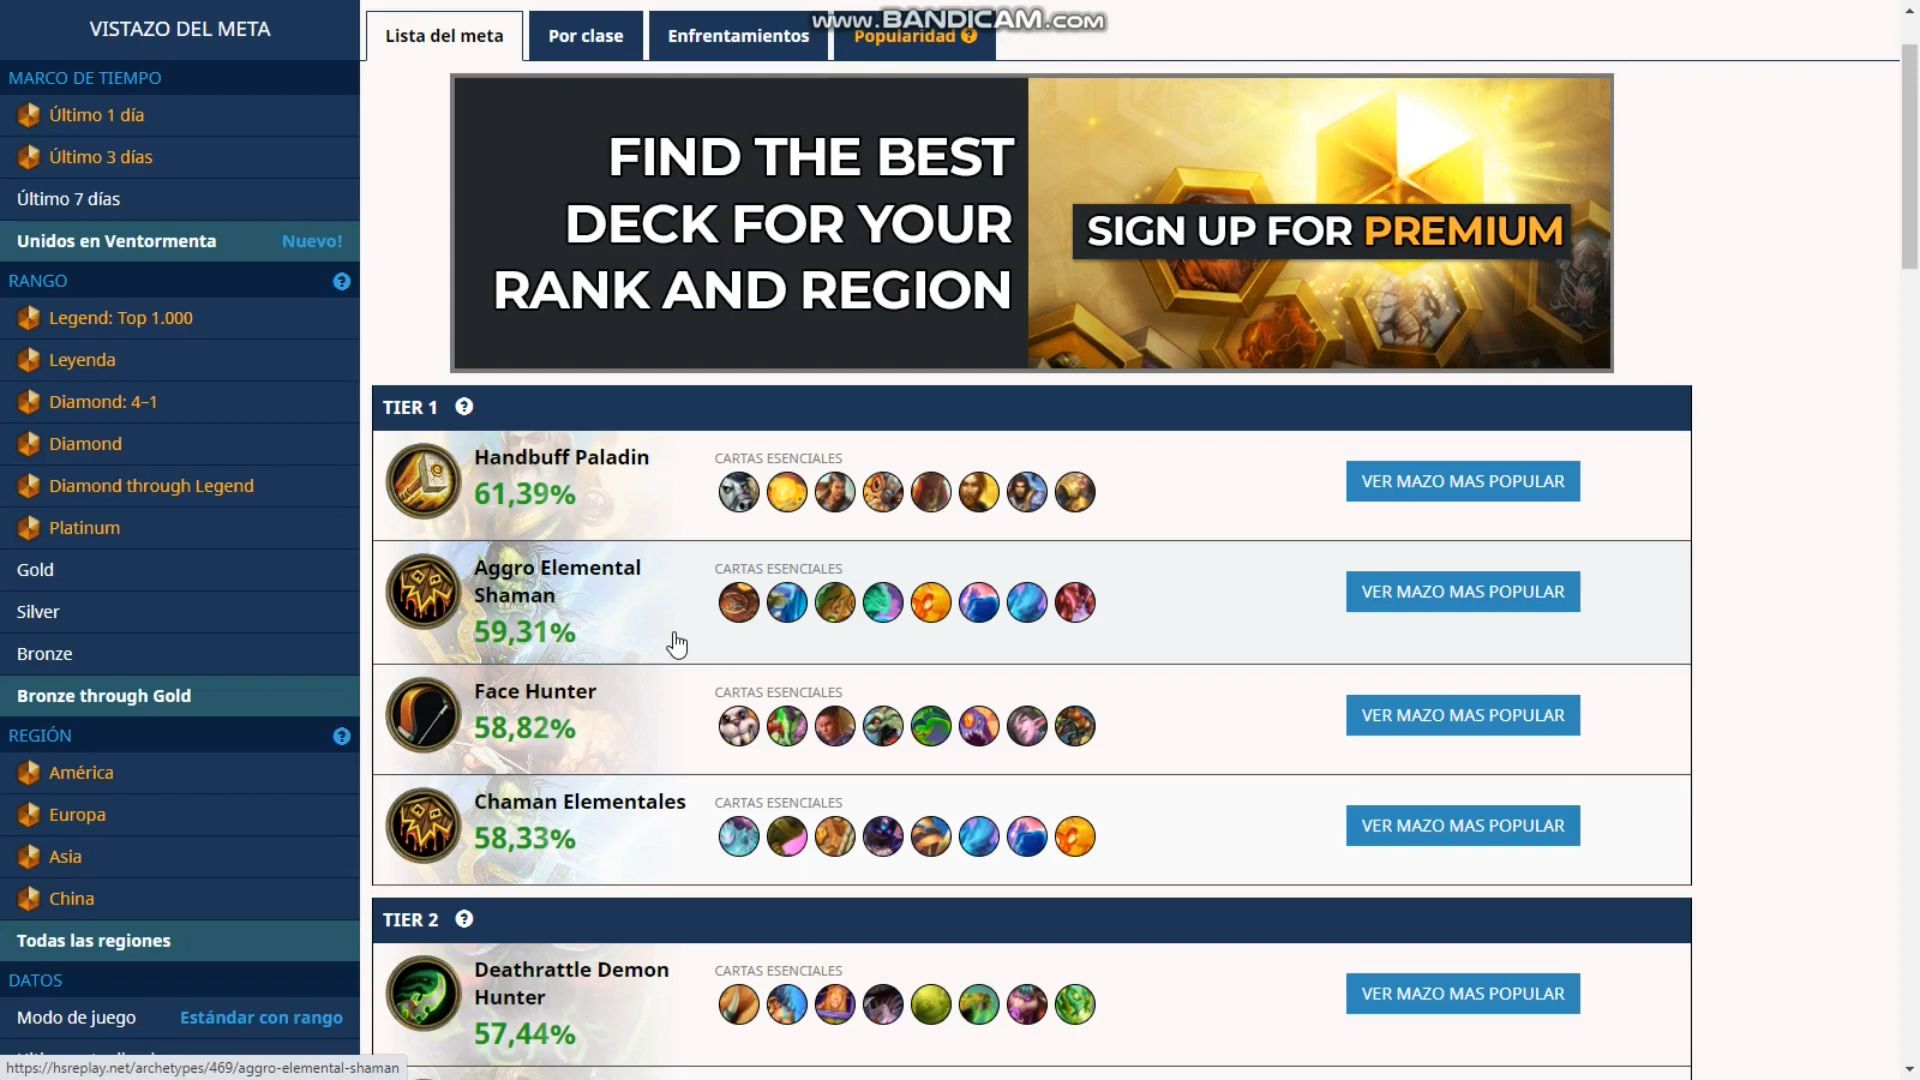 VISTAZO DEL META
MARCO DE TIEMPO
Último 1 día
Último 3 días
Último 7 días
Unidos en Ventormenta Nuevo!
RANGO
Legend: Top 1.000
Leyenda
Diamond: 4–1
Diamond
Diamond through Legend
Platinum
Gold
Silver
Bronze
Bronze through Gold
REGIÓN
América
Europa
Asia
China
Todas las regiones
DATOS
Modo de juego Estándar con rango
https://hsreplay.net/archetypes/469/aggro-elemental-shaman
www.BANDICAM.com
Lista del meta Por clase Enfrentamientos Popularidad
FIND THE BEST
DECK FOR YOUR
RANK AND REGION
SIGN UP FOR PREMIUM
TIER 1
Handbuff Paladin
61,39%
CARTAS ESENCIALES
VER MAZO MAS POPULAR
Aggro Elemental
Shaman
59,31%
CARTAS ESENCIALES
VER MAZO MAS POPULAR
Face Hunter
58,82%
CARTAS ESENCIALES
VER MAZO MAS POPULAR
Chaman Elementales
58,33%
CARTAS ESENCIALES
VER MAZO MAS POPULAR
TIER 2
Deathrattle Demon
Hunter
57,44%
CARTAS ESENCIALES
VER MAZO MAS POPULAR